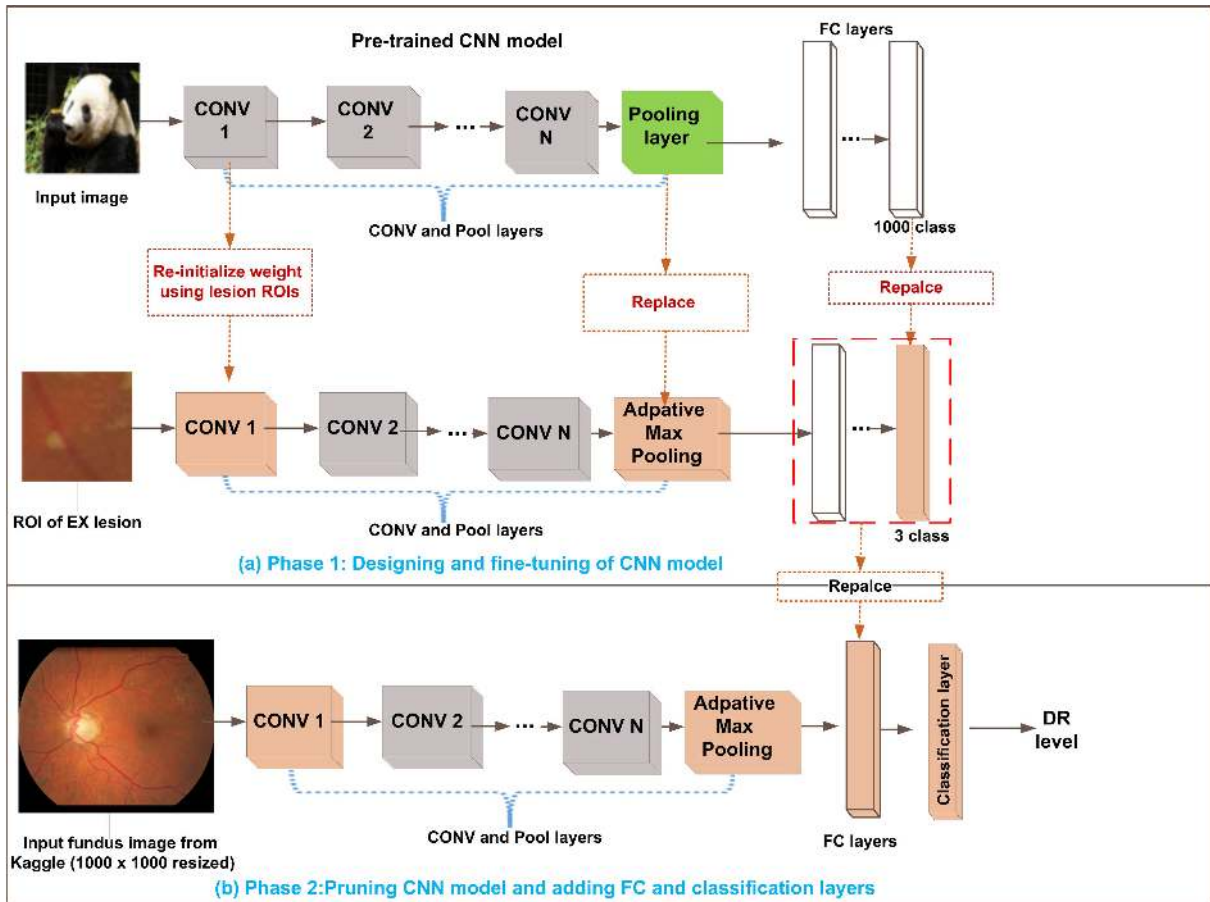 Pre-trained CNN model
FC layers
CONV
1
CONV
2
...
CONV
N
Pooling
layer
...
Input image
CONV and Pool layers
1000 class
Re-initialize weight
using lesion ROIs
Replace
Repalce
CONV 1
CONV 2
...
CONV N
Adpative
Max
Pooling
...
ROI of EX lesion
CONV and Pool layers
3 class
(a) Phase 1: Designing and fine-tuning of CNN model
Repalce
CONV 1
CONV 2
...
CONV N
Adpative
Max
Pooling
Classification layer
DR
level
Input fundus image from
Kaggle (1000 x 1000 resized)
CONV and Pool layers
FC layers
(b) Phase 2:Pruning CNN model and adding FC and classification layers